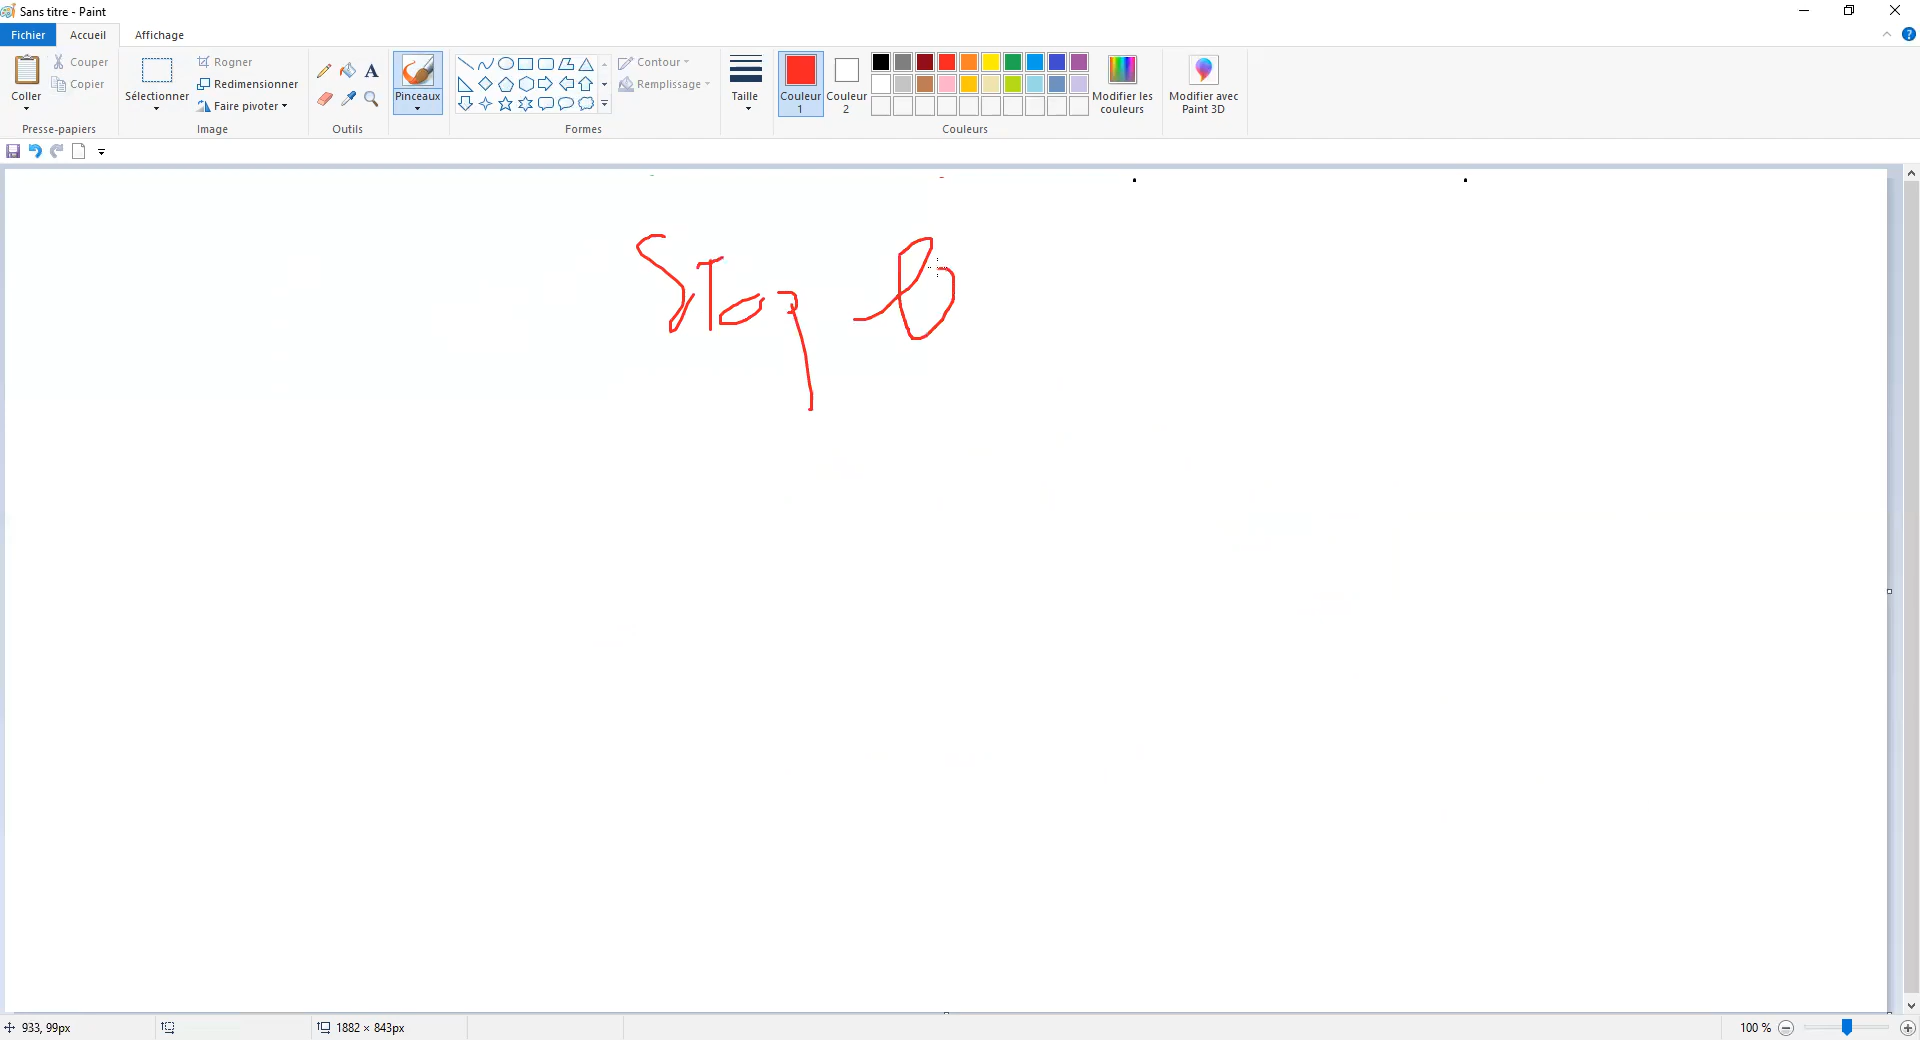 Sans titre - Paint
Fichier Accueil Affichage
Coller
Couper
Copier
Presse-papiers
Sélectionner
Rogner
Redimensionner
Faire pivoter
Image
A
Outils
Pinceaux
Contour
Remplissage
Formes
Taille
Couleur 1
Couleur 2
Couleurs
Modifier les couleurs
Modifier avec Paint 3D
?
Stop b
933, 99px
1882 × 843px
100 %